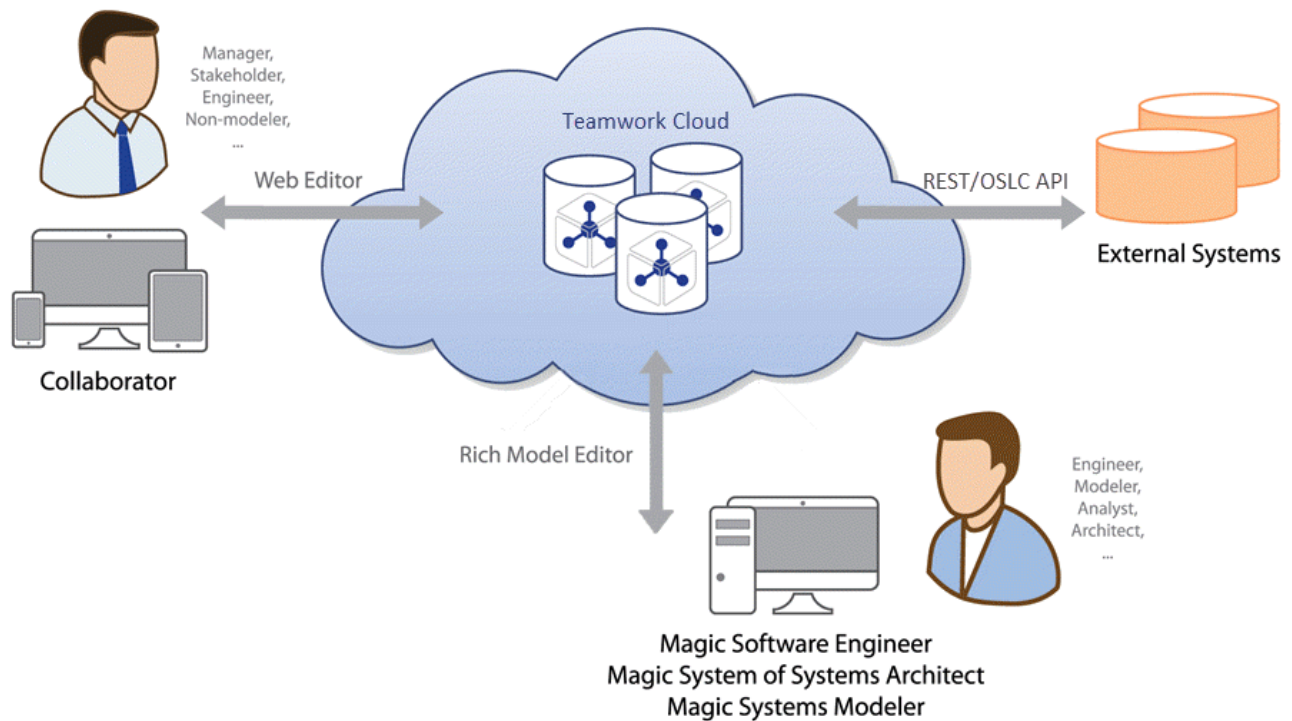 Manager,
Stakeholder,
Engineer,
Non-modeler,
...
Teamwork Cloud
Web Editor
REST/OSLC API
External Systems
Collaborator
Rich Model Editor
Engineer,
Modeler,
Analyst,
Architect,
...
Magic Software Engineer
Magic System of Systems Architect
Magic Systems Modeler